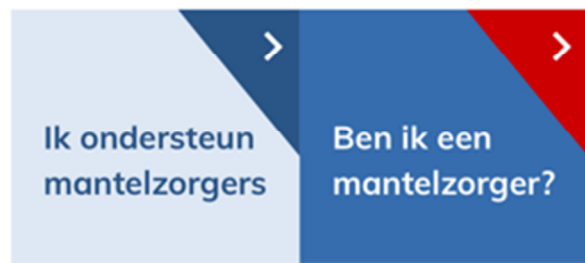 Ik ondersteun
mantelzorgers
Ben ik een
mantelzorger?